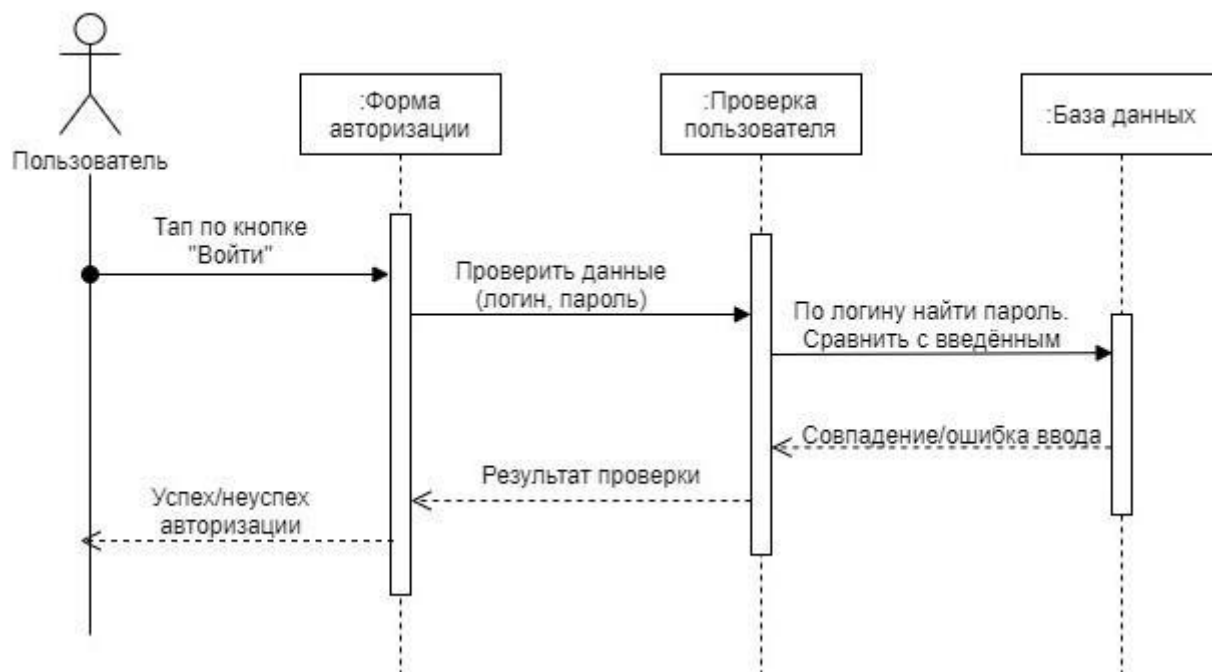 :Форма
авторизации
:Проверка
пользователя
:База данных
Пользователь
Тап по кнопке
"Войти"
Проверить данные
(логин, пароль)
По логину найти пароль.
Сравнить с введённым
Совпадение/ошибка ввода
Результат проверки
Успех/неуспех
авторизации